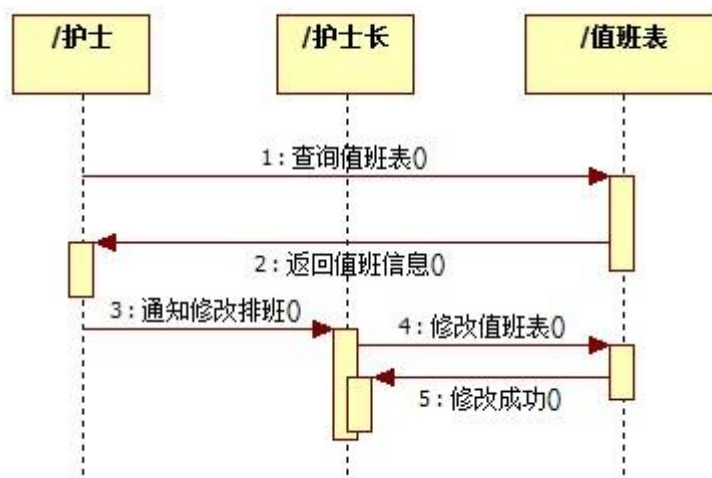 /护士
/护士长
/值班表
1 : 查询值班表()
2 : 返回值班信息()
3 : 通知修改排班()
4 : 修改值班表()
5 : 修改成功()